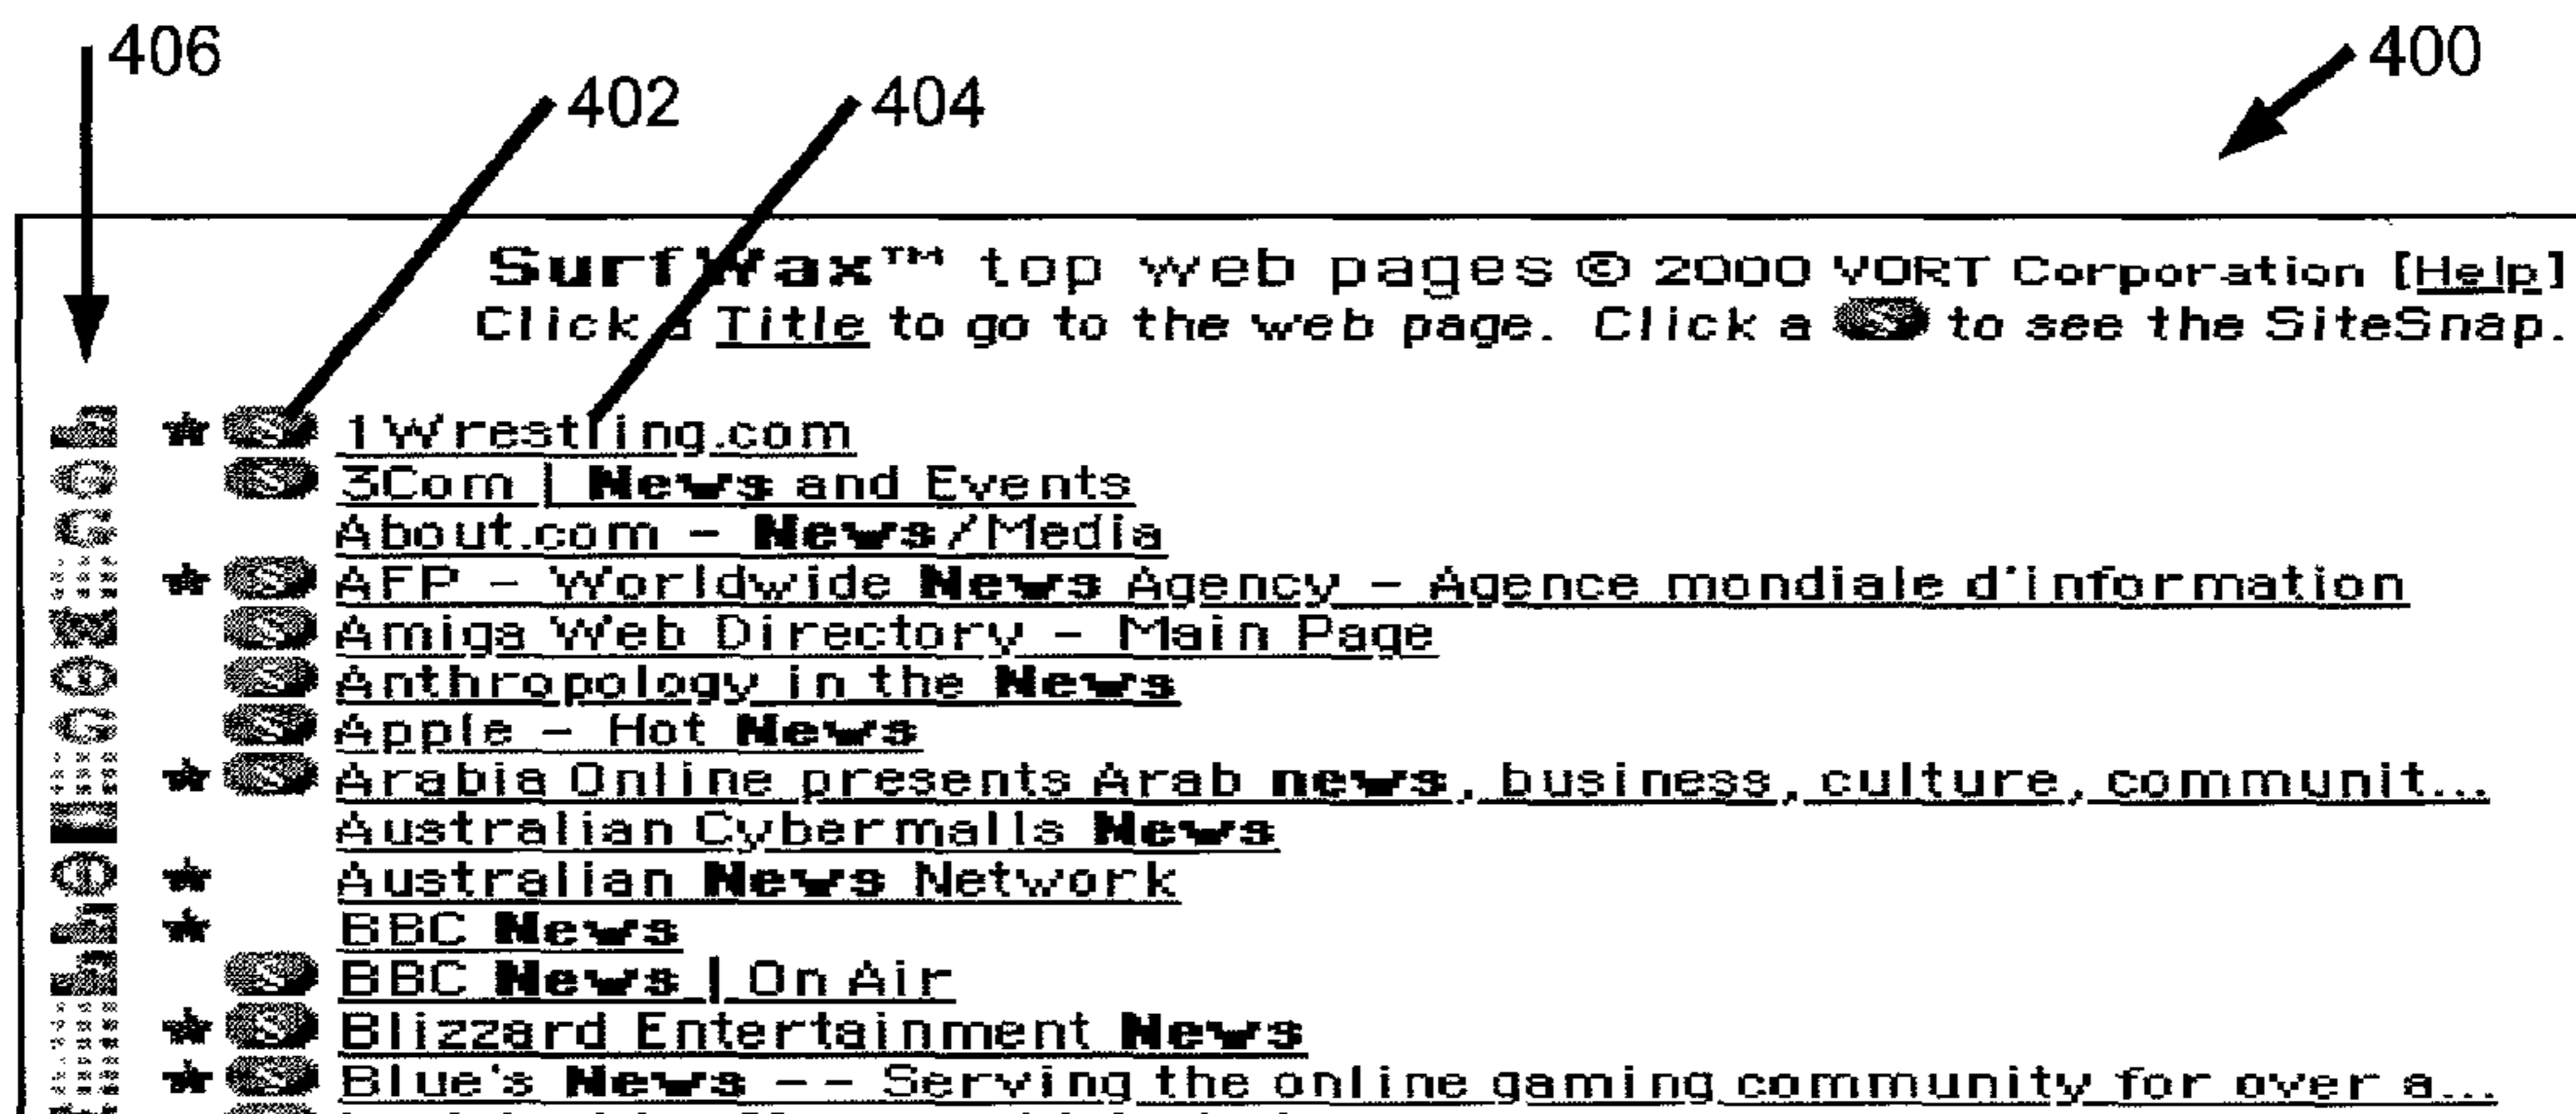 406
400
402
404
SurfWax™ top web pages © 2000 VORT Corporation [Help]
Click a Title to go to the web page. Click a S to see the SiteSnap.
S 1Wrestling.com
S 3Com | News and Events
About.com - News/Media
S AFP - Worldwide News Agency - Agence mondiale d'information
S Amiga Web Directory - Main Page
S Anthropology in the News
S Apple - Hot News
S Arabia Online presents Arab news, business, culture, communit...
Australian Cybermalls News
Australian News Network
BBC News
S BBC News | On Air
S Blizzard Entertainment News
S Blue's News -- Serving the online gaming community for over a...